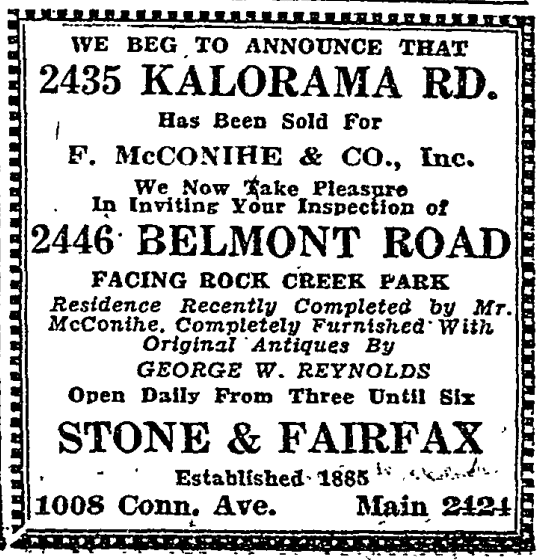 WE BEG TO ANNOUNCE THAT
2435 KALORAMA RD.
Has Been Sold For
F. McCONIHE & CO., Inc.
We Now Take Pleasure
In Inviting Your Inspection of
2446 BELMONT ROAD
FACING ROCK CREEK PARK
Residence Recently Completed by Mr.
McConihe. Completely Furnished With
Original Antiques By
GEORGE W. REYNOLDS
Open Daily From Three Until Six
STONE & FAIRFAX
Established 1885
1008 Conn. Ave. Main 2424